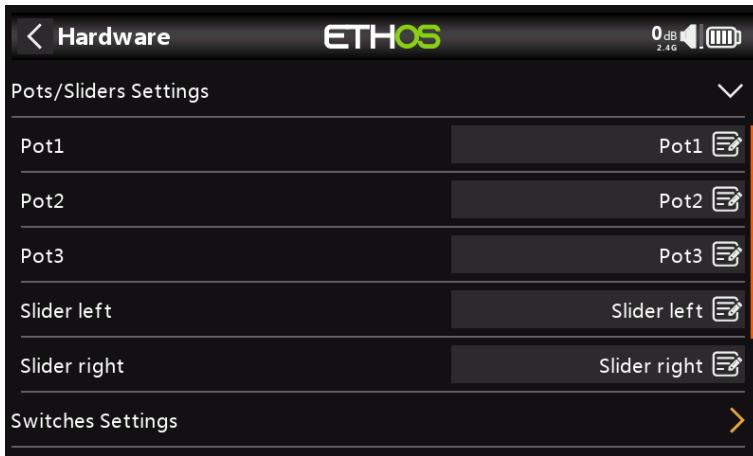 Hardware ETHOS 0dB 2.4G
Pots/Sliders Settings
Pot1 Pot1
Pot2 Pot2
Pot3 Pot3
Slider left Slider left
Slider right Slider right
Switches Settings